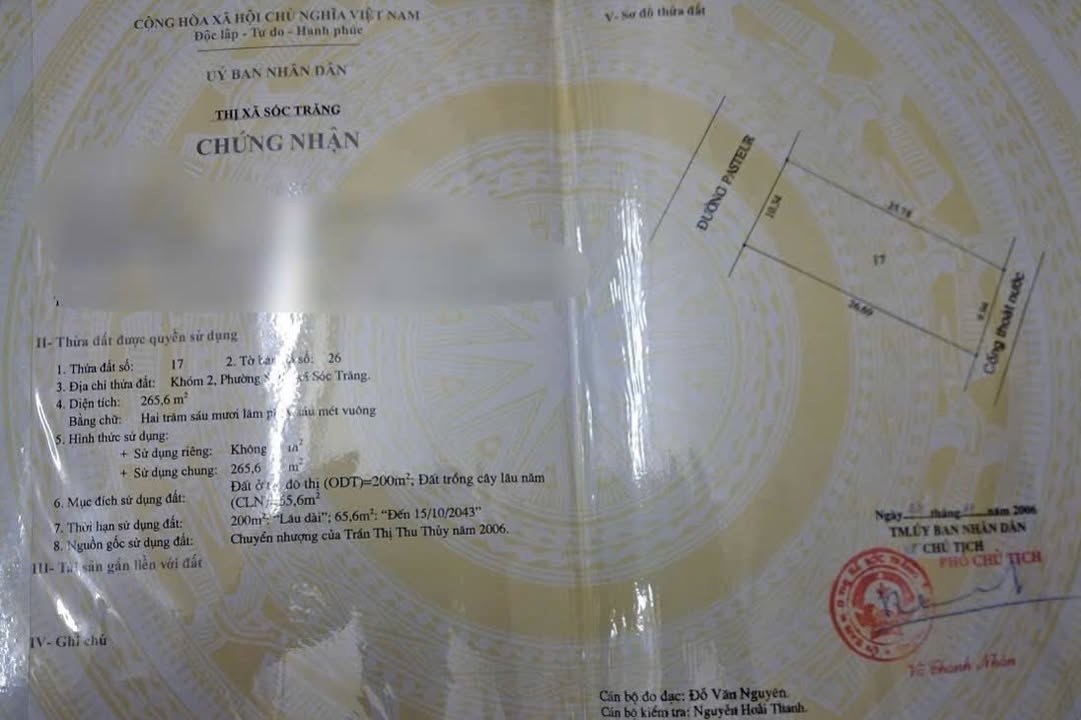 CỘNG HÒA XÃ HỘI CHỦ NGHĨA VIỆT NAM
Độc lập - Tự do - Hạnh phúc
UỶ BAN NHÂN DÂN
THỊ XÃ SÓC TRĂNG
CHỨNG NHẬN
II- Thửa đất được quyền sử dụng
1. Thửa đất số: 17 2. Tờ số: 26
3. Địa chỉ thửa đất: Khóm 2, Phường Sóc Trăng.
4. Diện tích: 265,6 m²
Bằng chữ: Hai trăm sáu mươi lăm sáu mét vuông
5. Hình thức sử dụng:
+ Sử dụng riêng: Không m²
+ Sử dụng chung: 265,6 m²
6. Mục đích sử dụng đất: Đất ở đô thị (ODT)=200m²; Đất trồng cây lâu năm
(CLN)=65,6m²
7. Thời hạn sử dụng đất: 200m²: "Lâu dài"; 65,6m²: "Đến 15/10/2043"
8. Nguồn gốc sử dụng đất: Chuyển nhượng của Trần Thị Thu Thủy năm 2006.
III- Tài sản gắn liền với đất
IV- Ghi chú
V- Sơ đồ thửa đất
ĐƯỜNG PASTEUR
10,34
25,78
17
26,69
Cống thoát nước
Ngày tháng năm 2006
TM.ỦY BAN NHÂN DÂN
CHỦ TỊCH
PHÓ CHỦ TỊCH
Võ Thanh Nhân
Cán bộ đo đạc: Đỗ Văn Nguyên.
Cán bộ kiểm tra: Nguyễn Hoài Thanh.